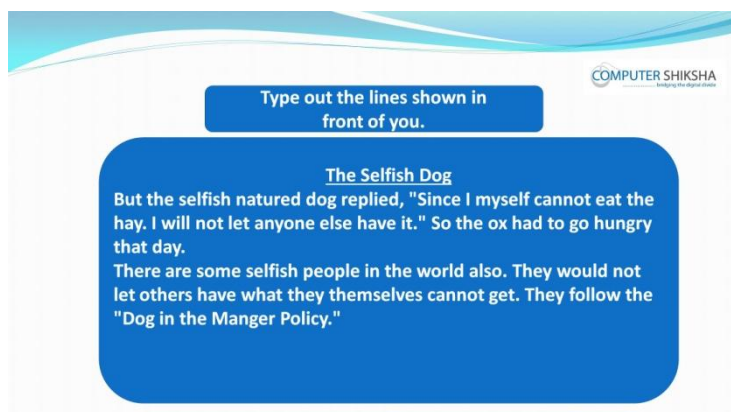 COMPUTER SHIKSHA
bridging the digital divide
Type out the lines shown in
front of you.
The Selfish Dog
But the selfish natured dog replied, "Since I myself cannot eat the
hay. I will not let anyone else have it." So the ox had to go hungry
that day.
There are some selfish people in the world also. They would not
let others have what they themselves cannot get. They follow the
"Dog in the Manger Policy."